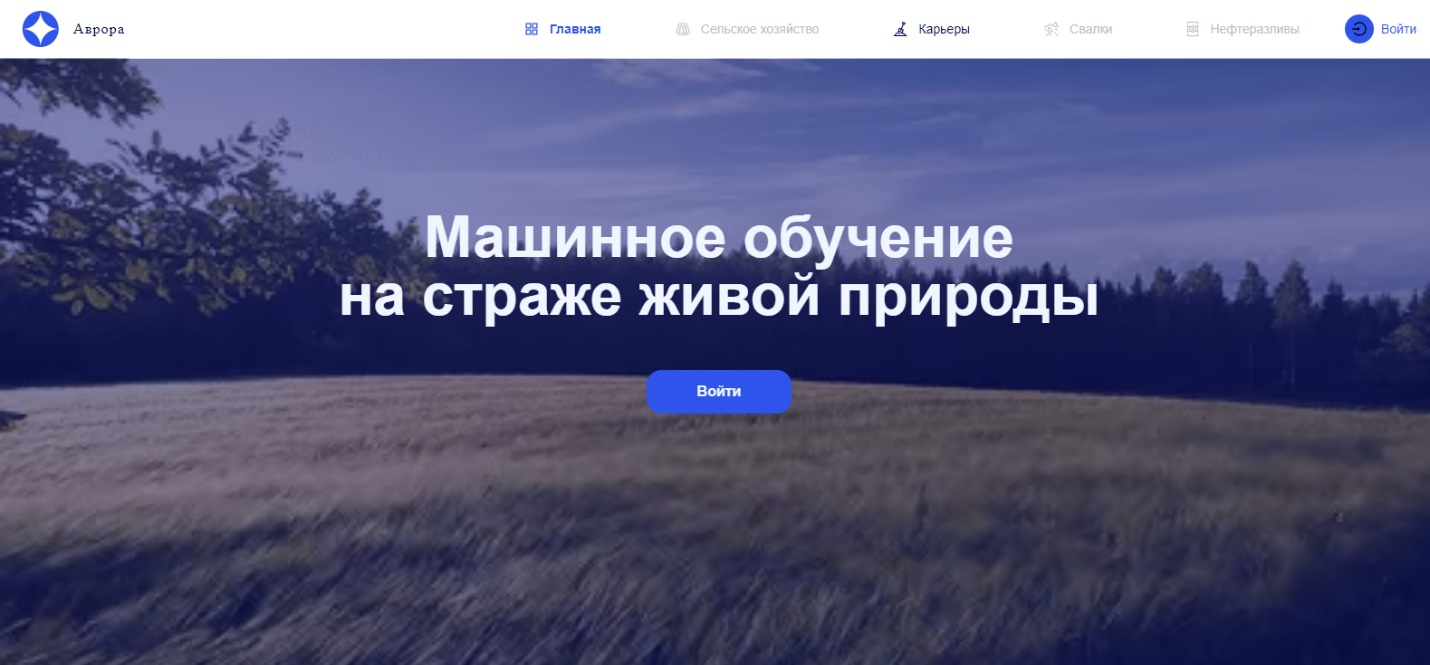 Аврора
Главная
Сельское хозяйство
Карьеры
Свалки
Нефтеразливы
Войти
Машинное обучение
на страже живой природы
Войти